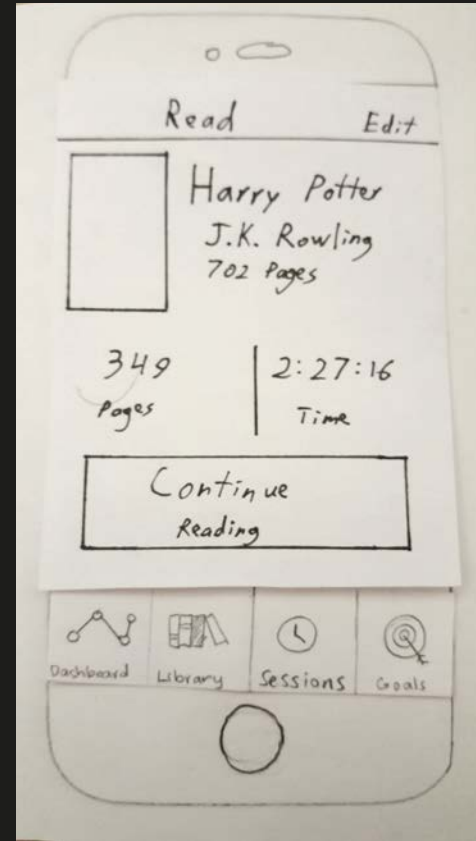 Read Edit
Harry Potter
J.K. Rowling
702 Pages
349 2:27:16
Pages Time
Continue
Reading
Dashboard Library Sessions Goals